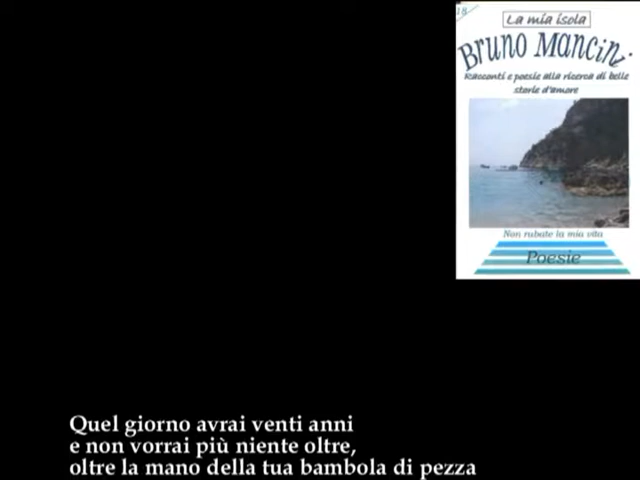 18
La mia isola
Bruno Mancini
Racconti e poesie alla ricerca di belle
storie d'amore
Non rubate la mia vita
Poesie
Quel giorno avrai venti anni
e non vorrai più niente oltre,
oltre la mano della tua bambola di pezza